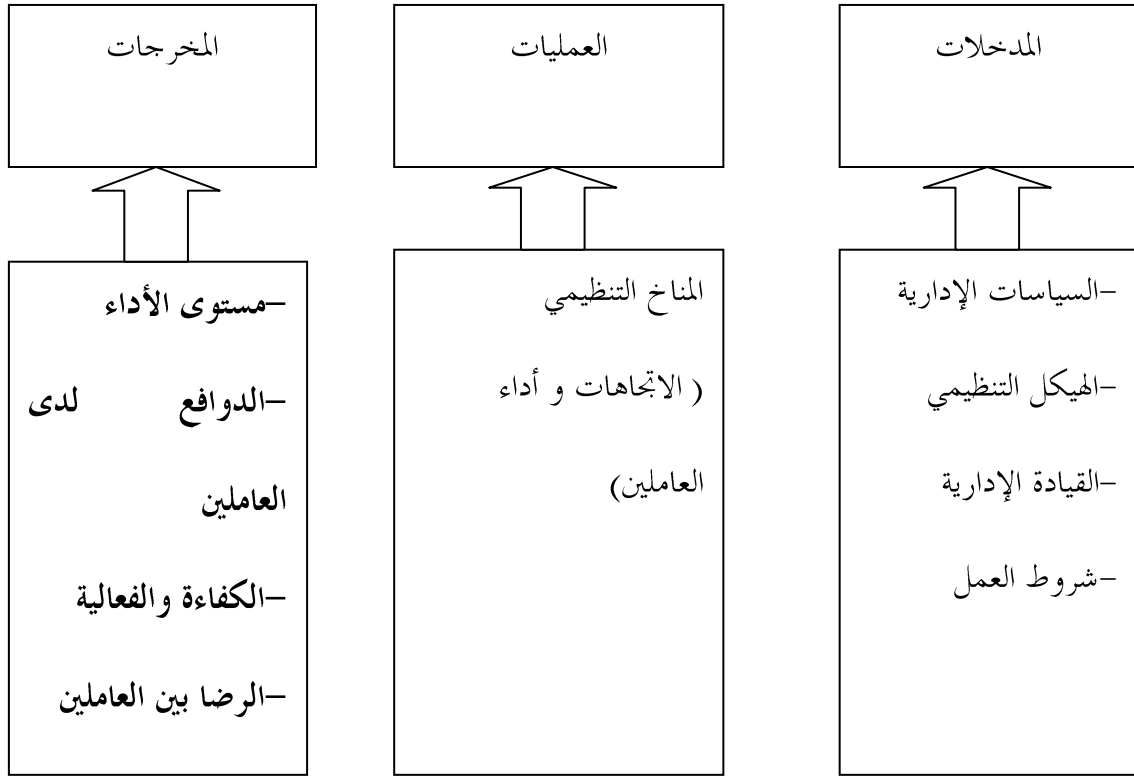 المدخلات
العمليات
المخرجات
-السياسات الإدارية
-الهيكل التنظيمي
-القيادة الإدارية
-شروط العمل
المناخ التنظيمي
( الاتجاهات و أداء
العاملين)
-مستوى الأداء
-الدوافع لدى
العاملين
-الكفاءة والفعالية
-الرضا بين العاملين